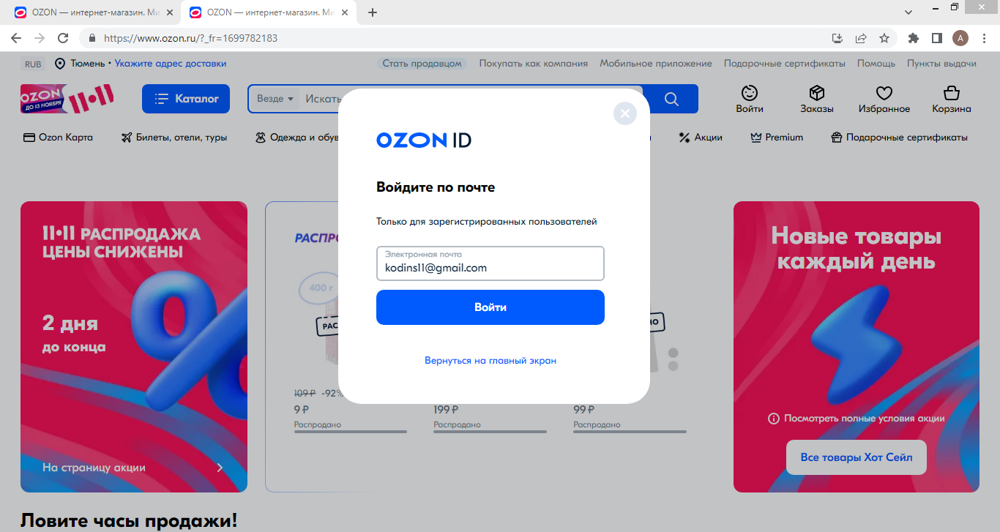 OZON — интернет-магазин. Ми
OZON — интернет-магазин. Ми
https://www.ozon.ru/?_fr=1699782183
A
RUB
Тюмень • Укажите адрес доставки
Стать продавцом
Покупать как компания
Мобильное приложение
Подарочные сертификаты
Помощь
Пункты выдачи
OZON
ДО 13 НОЯБРЯ
11•11
Каталог
Везде
Искать
Войти
Заказы
Избранное
Корзина
Ozon Карта
Билеты, отели, туры
Одежда и обув
Акции
Premium
Подарочные сертификаты
OZON ID
Войдите по почте
Только для зарегистрированных пользователей
Электронная почта
kodins11@gmail.com
Войти
Вернуться на главный экран
11•11 РАСПРОДАЖА
ЦЕНЫ СНИЖЕНЫ
2 дня
до конца
На страницу акции
РАСПРО
400 г
РАС
НО
109 ₽ -92%
9 ₽
Распродано
199 ₽
Распродано
99 ₽
Распродано
Новые товары
каждый день
Посмотреть полные условия акции
Все товары Хот Сейл
Ловите часы продажи!